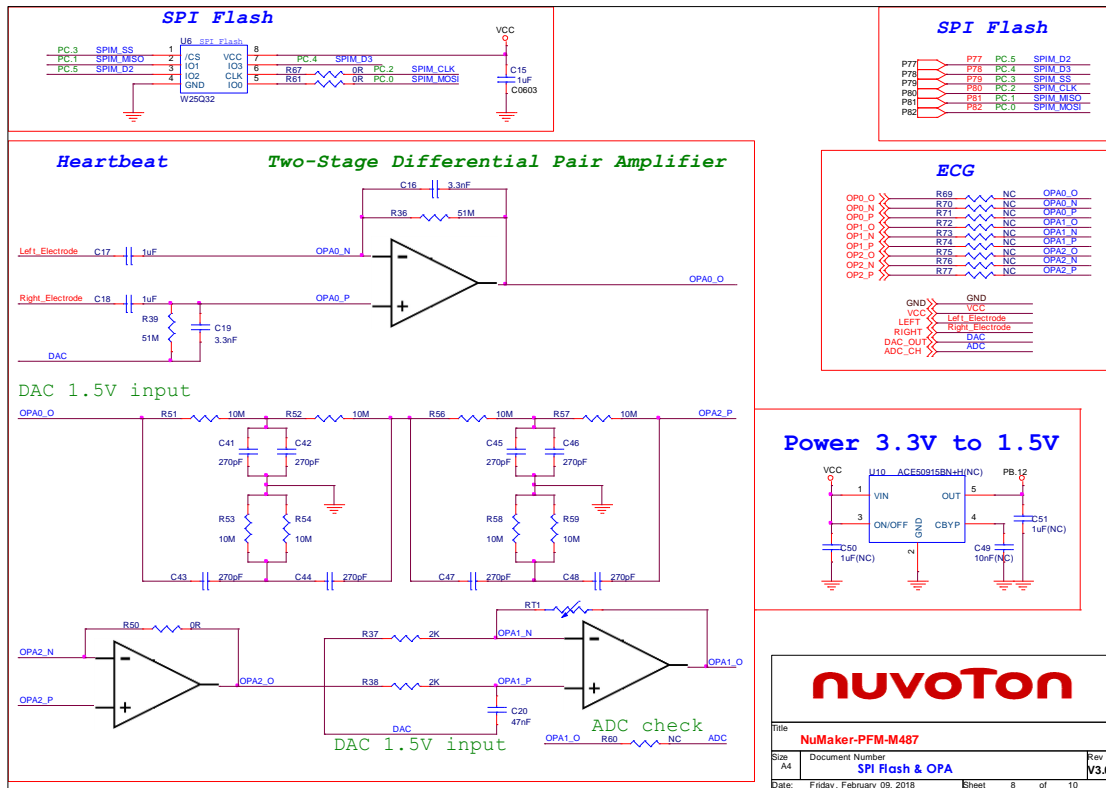 SPI Flash
U6 SPI Flash
VCC
PC.3 SPIM_SS 1 /CS VCC 8
PC.1 SPIM_MISO 2 IO1 IO3 7 PC.4 SPIM_D3
PC.5 SPIM_D2 3 IO2 CLK 6 R67 0R PC.2 SPIM_CLK
4 GND IO0 5 R61 0R PC.0 SPIM_MOSI
W25Q32
C15
1uF
C0603
SPI Flash
P77 P77 PC.5 SPIM_D2
P78 P78 PC.4 SPIM_D3
P79 P79 PC.3 SPIM_SS
P80 P80 PC.2 SPIM_CLK
P81 P81 PC.1 SPIM_MISO
P82 P82 PC.0 SPIM_MOSI
Heartbeat
Two-Stage Differential Pair Amplifier
C16 3.3nF
R36 51M
Left_Electrode C17 1uF OPA0_N
OPA0_O
Right_Electrode C18 1uF OPA0_P
R39
51M
C19
3.3nF
DAC
DAC 1.5V input
ECG
OP0_O R69 NC OPA0_O
OP0_N R70 NC OPA0_N
OP0_P R71 NC OPA0_P
OP1_O R72 NC OPA1_O
OP1_N R73 NC OPA1_N
OP1_P R74 NC OPA1_P
OP2_O R75 NC OPA2_O
OP2_N R76 NC OPA2_N
OP2_P R77 NC OPA2_P
GND GND
VCC VCC
LEFT Left_Electrode
RIGHT Right_Electrode
DAC_OUT DAC
ADC_CH ADC
OPA0_O R51 10M R52 10M R56 10M R57 10M OPA2_P
C41 C42 C45 C46
270pF 270pF 270pF 270pF
R53 R54 R58 R59
10M 10M 10M 10M
C43 270pF C44 270pF C47 270pF C48 270pF
Power 3.3V to 1.5V
VCC U10 ACE50915BN+H(NC) PB.12
1 VIN OUT 5
3 ON/OFF CBYP 4
GND
2
C51
1uF(NC)
C50
1uF(NC)
C49
10nF(NC)
R50 0R
OPA2_N
OPA2_P
OPA2_O
RT1
R37 2K OPA1_N
R38 2K OPA1_P
OPA1_O
C20
47nF
DAC
DAC 1.5V input
ADC check
OPA1_O R60 NC ADC
nuvoTon
Title
NuMaker-PFM-M487
Size Document Number Rev
A4 SPI Flash & OPA
Date: Friday, February 09, 2018 Sheet 8 of 10